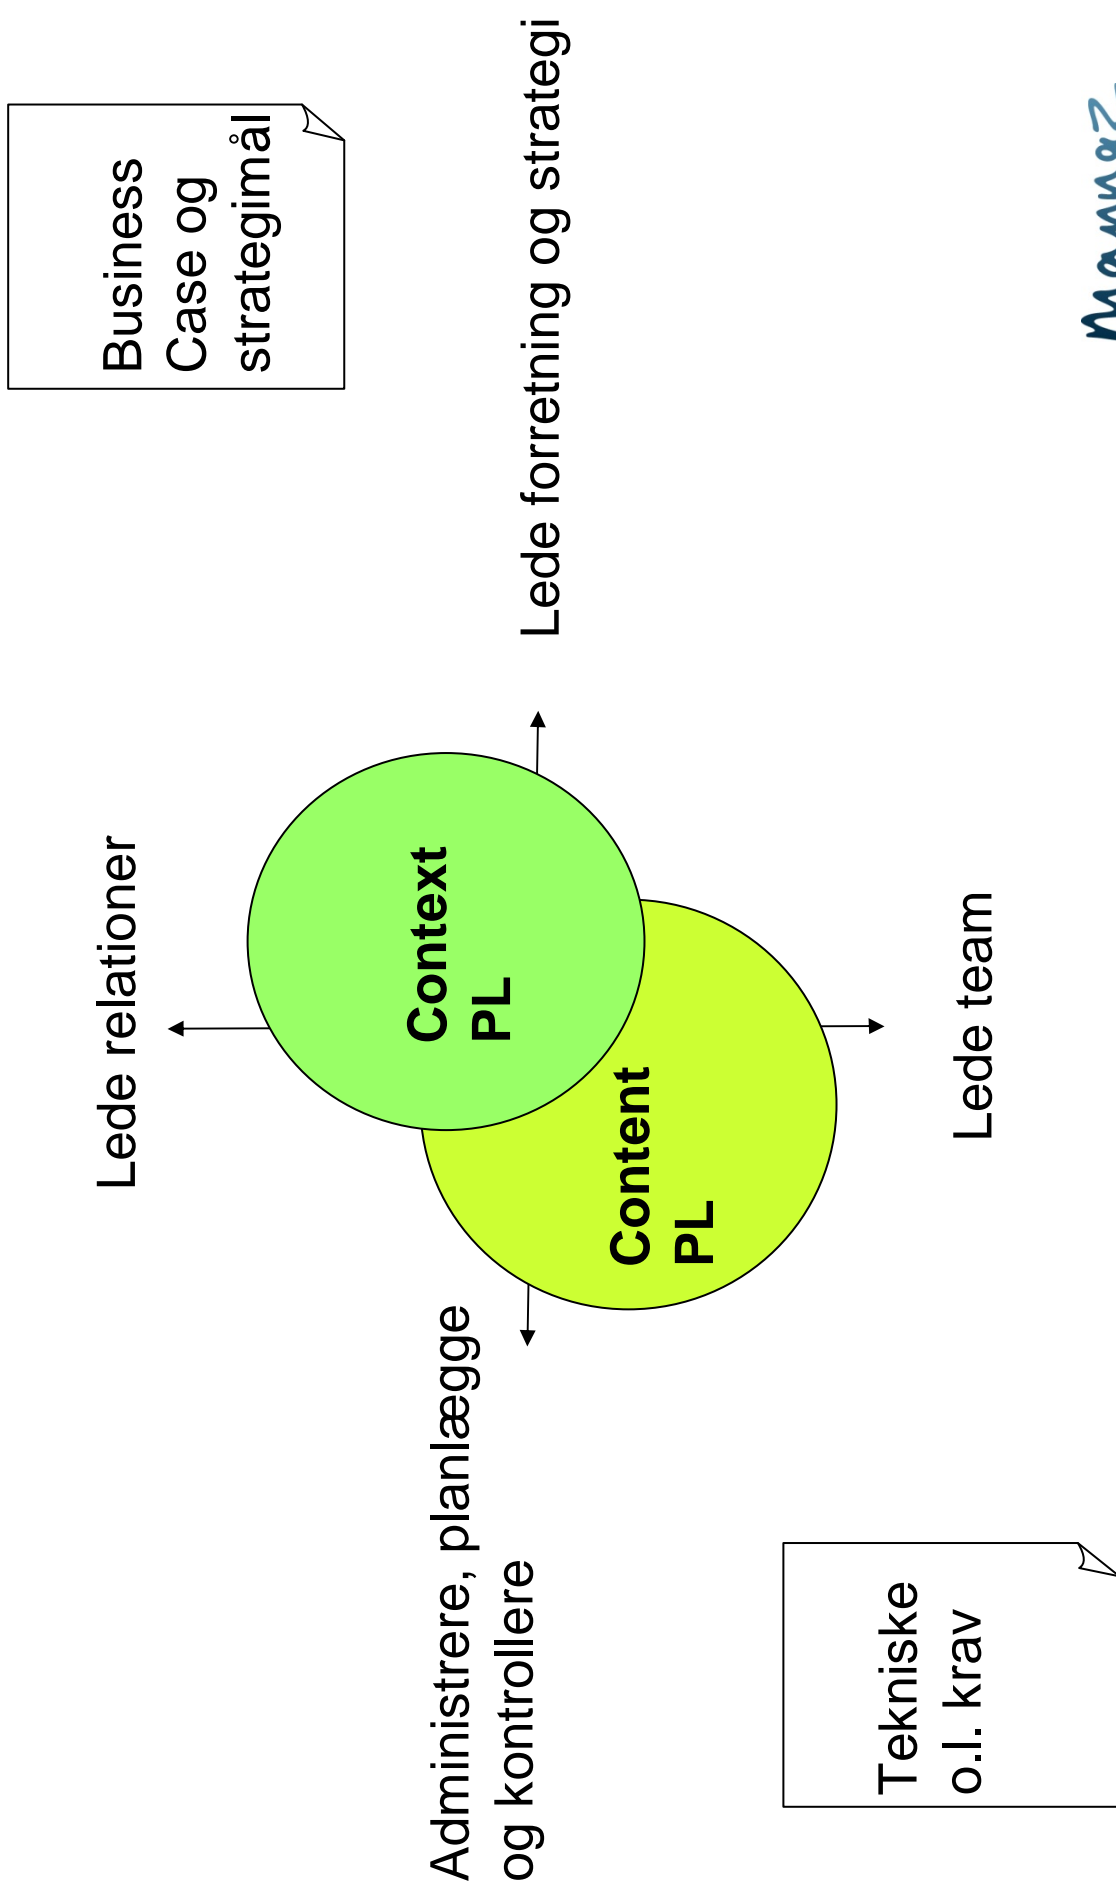 Lede relationer
Business
Case og
strategimål
Administrere, planlægge
og kontrollere
Context
PL
Lede forretning og strategi
Content
PL
Tekniske
o.l. krav
Lede team